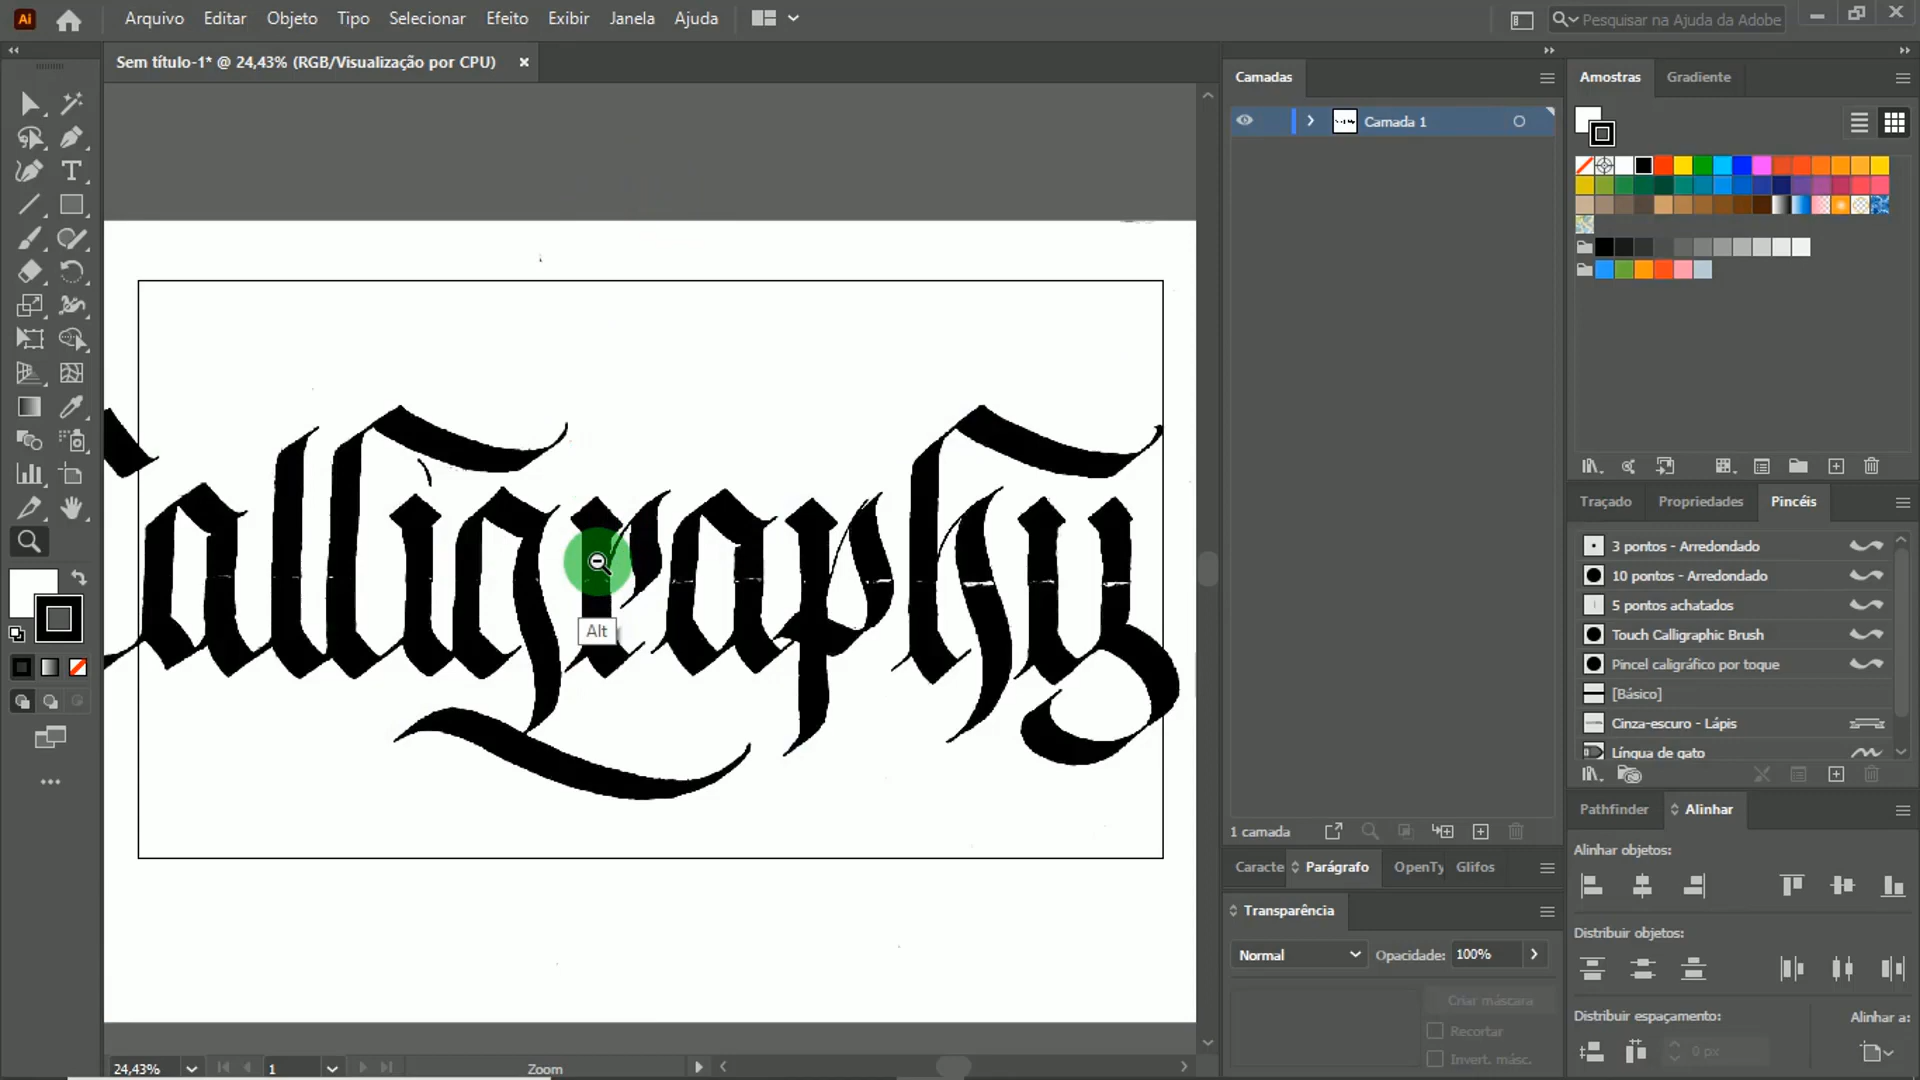 Ai
Arquivo Editar Objeto Tipo Selecionar Efeito Exibir Janela Ajuda
Pesquisar na Ajuda da Adobe
Sem título-1* @ 24,43% (RGB/Visualização por CPU)
Camadas
Camada 1
Amostras Gradiente
alligraphy
Alt
Traçado Propriedades Pincéis
3 pontos - Arredondado
10 pontos - Arredondado
5 pontos achatados
Touch Calligraphic Brush
Pincel caligráfico por toque
[Básico]
Cinza-escuro - Lápis
Língua de gato
1 camada
Pathfinder Alinhar
Alinhar objetos:
Caracte Parágrafo OpenTy Glifos
Transparência
Normal Opacidade: 100%
Distribuir objetos:
Criar máscara
Recortar
Invert. másc.
Distribuir espaçamento: Alinhar a:
0 px
24,43% 1 Zoom